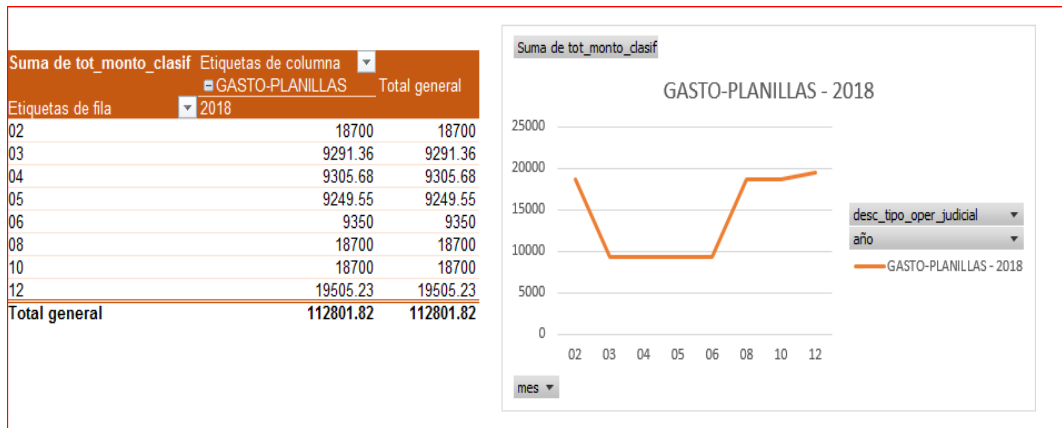 Suma de tot_monto_clasif Etiquetas de columna
GASTO-PLANILLAS Total general
Etiquetas de fila 2018
02 18700 18700
03 9291.36 9291.36
04 9305.68 9305.68
05 9249.55 9249.55
06 9350 9350
08 18700 18700
10 18700 18700
12 19505.23 19505.23
Total general 112801.82 112801.82
Suma de tot_monto_clasif
GASTO-PLANILLAS - 2018
25000
20000
15000
10000
5000
0
02 03 04 05 06 08 10 12
desc_tipo_oper_judicial
año
GASTO-PLANILLAS - 2018
mes